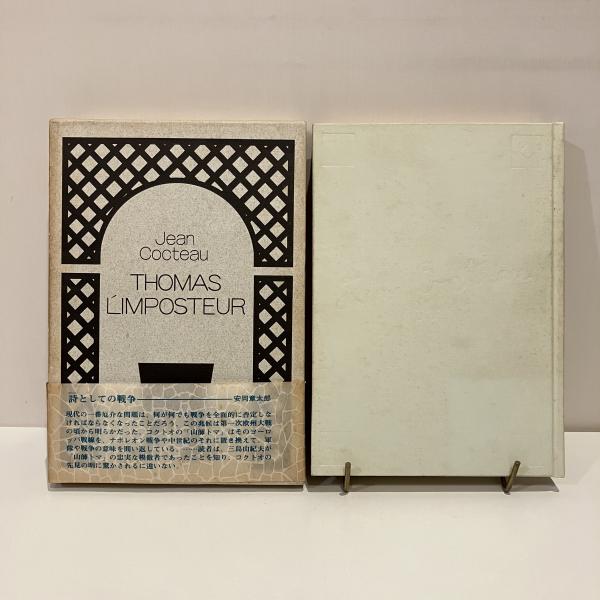 Jean
Cocteau
THOMAS
L'IMPOSTEUR
詩としての戦争――安岡章太郎
現代の一番厄介な問題は、何が何でも戦争を全面的に否定しな
ければならなくなったことだろう。この兆候は第一次欧州大戦
の頃から明らかだった。コクトオの「山師トマ」はそのヨーロ
ッパ戦線を、ナポレオン戦争や中世紀のそれに置き換えて、軍
隊や戦争の意味を問い返している。……読者は、三島由紀夫が
「山師トマ」の忠実な模倣者であったことを知り、コクトオの
先見の明に驚かされるに違いない。